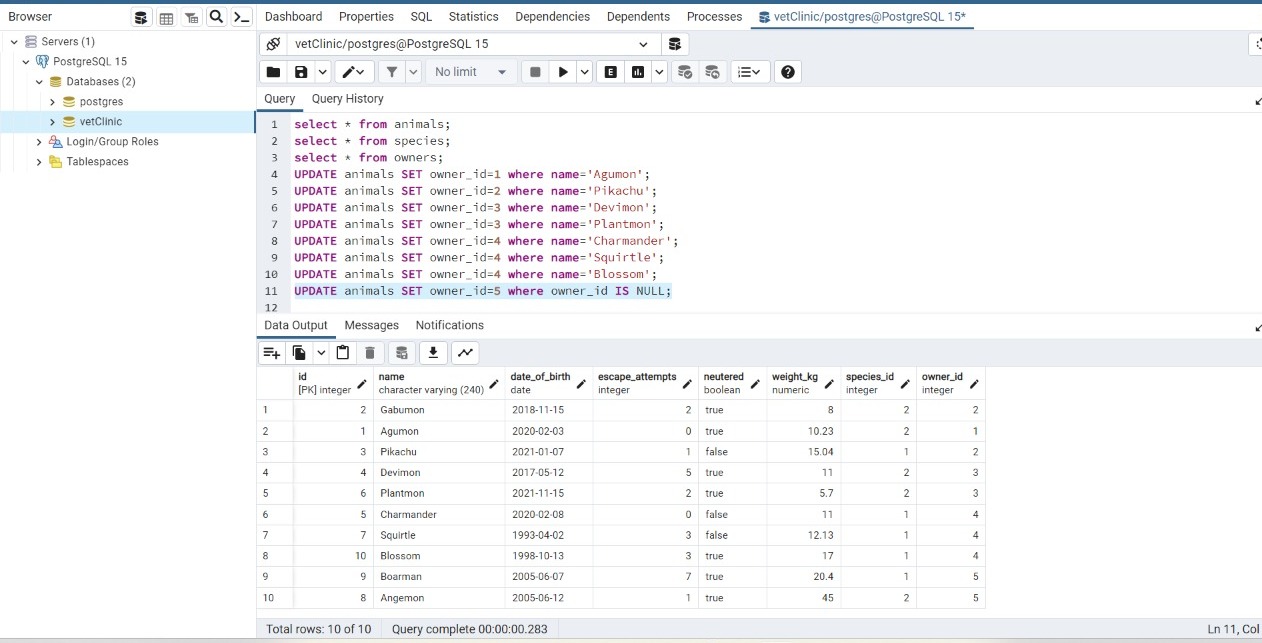 Browser
Dashboard Properties SQL Statistics Dependencies Dependents Processes vetClinic/postgres@PostgreSQL 15*
Servers (1)
PostgreSQL 15
Databases (2)
postgres
vetClinic
Login/Group Roles
Tablespaces
vetClinic/postgres@PostgreSQL 15
No limit
E
Query Query History
1 select * from animals;
2 select * from species;
3 select * from owners;
4 UPDATE animals SET owner_id=1 where name='Agumon';
5 UPDATE animals SET owner_id=2 where name='Pikachu';
6 UPDATE animals SET owner_id=3 where name='Devimon';
7 UPDATE animals SET owner_id=3 where name='Plantmon';
8 UPDATE animals SET owner_id=4 where name='Charmander';
9 UPDATE animals SET owner_id=4 where name='Squirtle';
10 UPDATE animals SET owner_id=4 where name='Blossom';
11 UPDATE animals SET owner_id=5 where owner_id IS NULL;
12
Data Output Messages Notifications
id name date_of_birth escape_attempts neutered weight_kg species_id owner_id
[PK] integer character varying (240) date integer boolean numeric integer integer
1 2 Gabumon 2018-11-15 2 true 8 2 2
2 1 Agumon 2020-02-03 0 true 10.23 2 1
3 3 Pikachu 2021-01-07 1 false 15.04 1 2
4 4 Devimon 2017-05-12 5 true 11 2 3
5 6 Plantmon 2021-11-15 2 true 5.7 2 3
6 5 Charmander 2020-02-08 0 false 11 1 4
7 7 Squirtle 1993-04-02 3 false 12.13 1 4
8 10 Blossom 1998-10-13 3 true 17 1 4
9 9 Boarman 2005-06-07 7 true 20.4 1 5
10 8 Angemon 2005-06-12 1 true 45 2 5
Total rows: 10 of 10 Query complete 00:00:00.283 Ln 11, Col